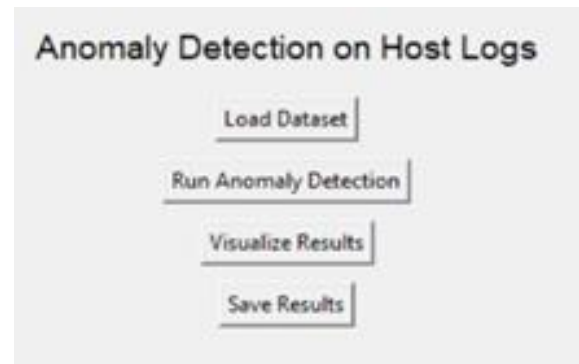 Anomaly Detection on Host Logs
Load Dataset
Run Anomaly Detection
Visualize Results
Save Results